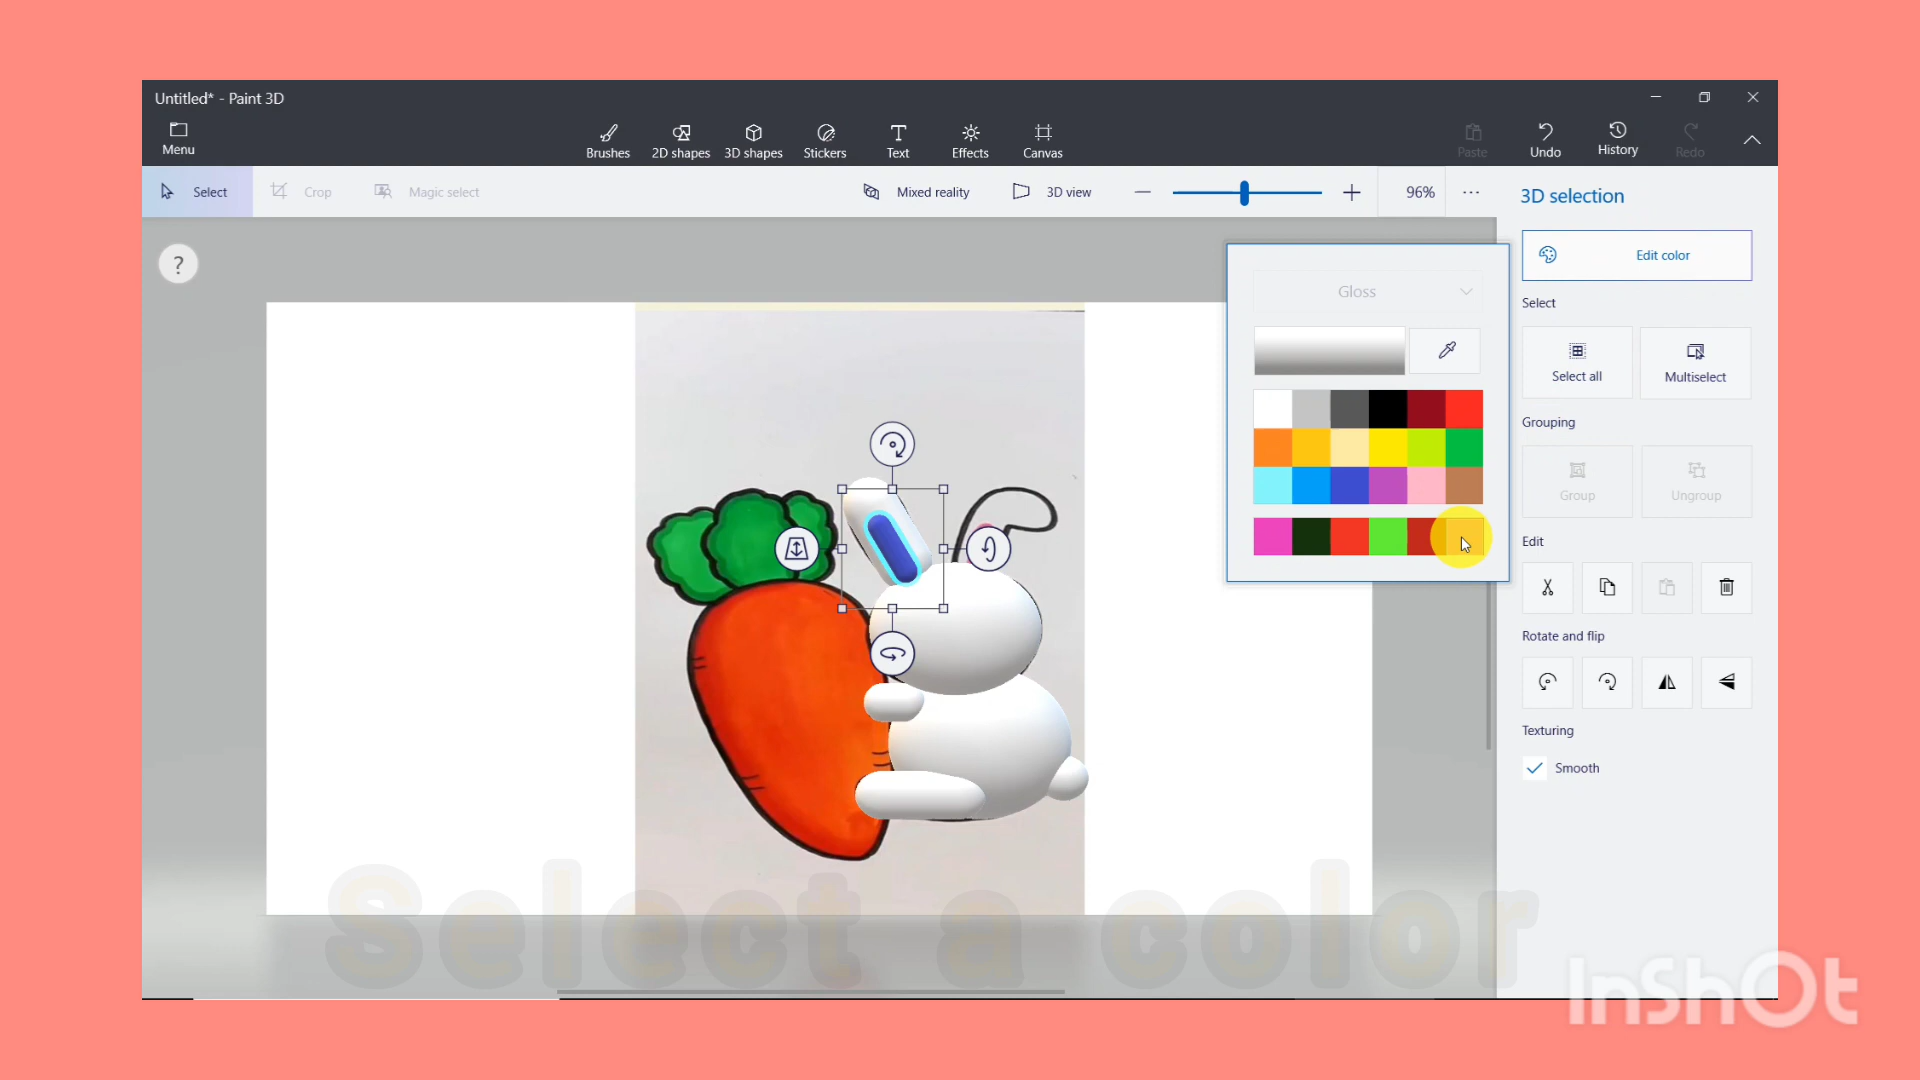 Untitled* - Paint 3D
Menu
Brushes
2D shapes
3D shapes
Stickers
Text
Effects
Canvas
Paste
Undo
History
Redo
Select
Crop
Magic select
Mixed reality
3D view
96%
3D selection
?
Gloss
Edit color
Select
Select all
Multiselect
Grouping
Group
Ungroup
Edit
Rotate and flip
Texturing
Smooth
Select a color
InShOt